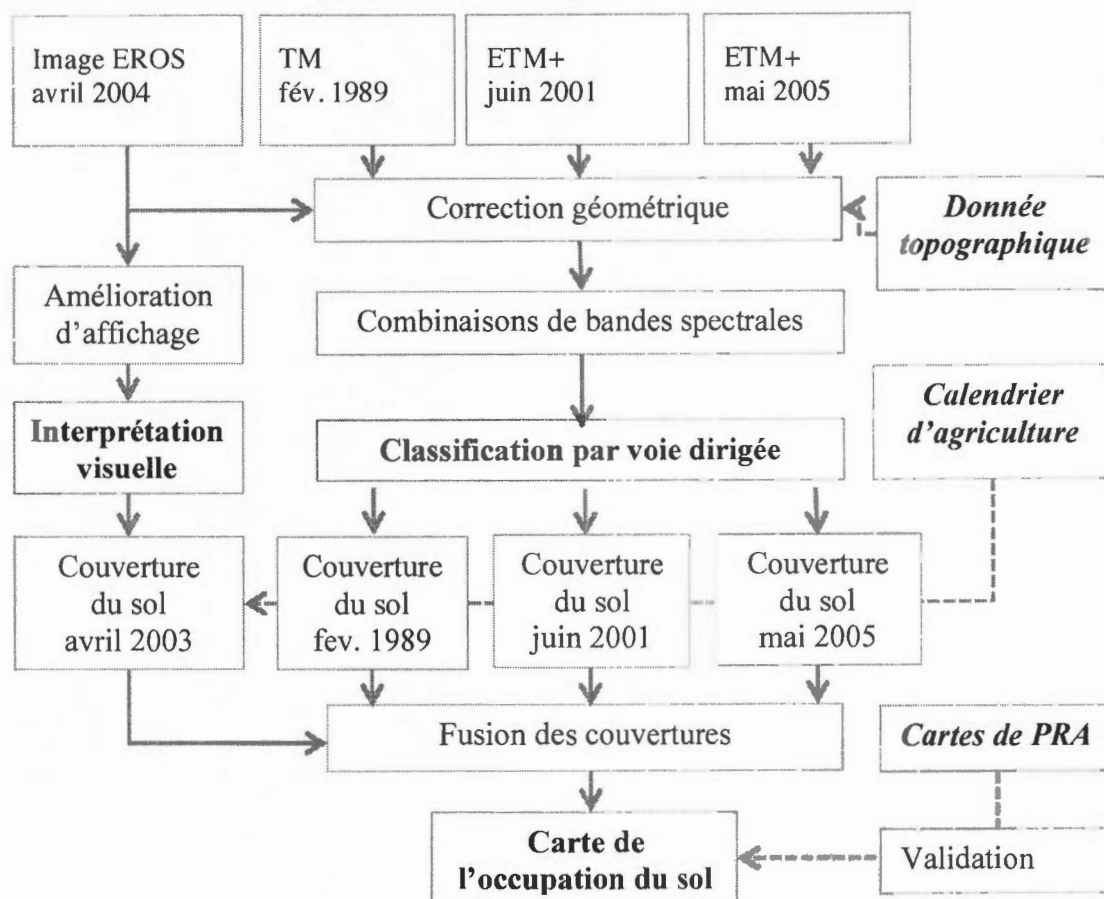 Image EROS
avril 2004
TM
fév. 1989
ETM+
juin 2001
ETM+
mai 2005
Correction géométrique
Donnée
topographique
Amélioration
d'affichage
Combinaisons de bandes spectrales
Calendrier
d'agriculture
Interprétation
visuelle
Classification par voie dirigée
Couverture
du sol
avril 2003
Couverture
du sol
fev. 1989
Couverture
du sol
juin 2001
Couverture
du sol
mai 2005
Fusion des couvertures
Cartes de PRA
Carte de
l'occupation du sol
Validation